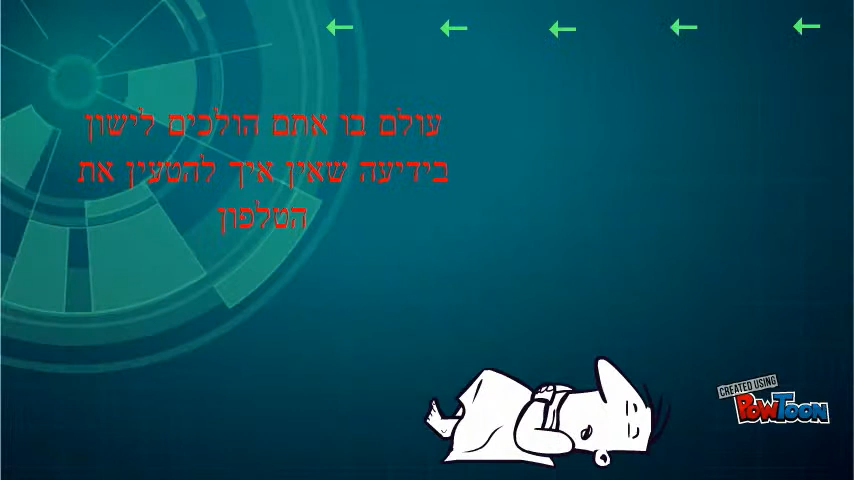 עולם בו אתם הולכים לישון
בידיעה שאין איך להטעין את
הטלפון
CREATED USING
POWTOON